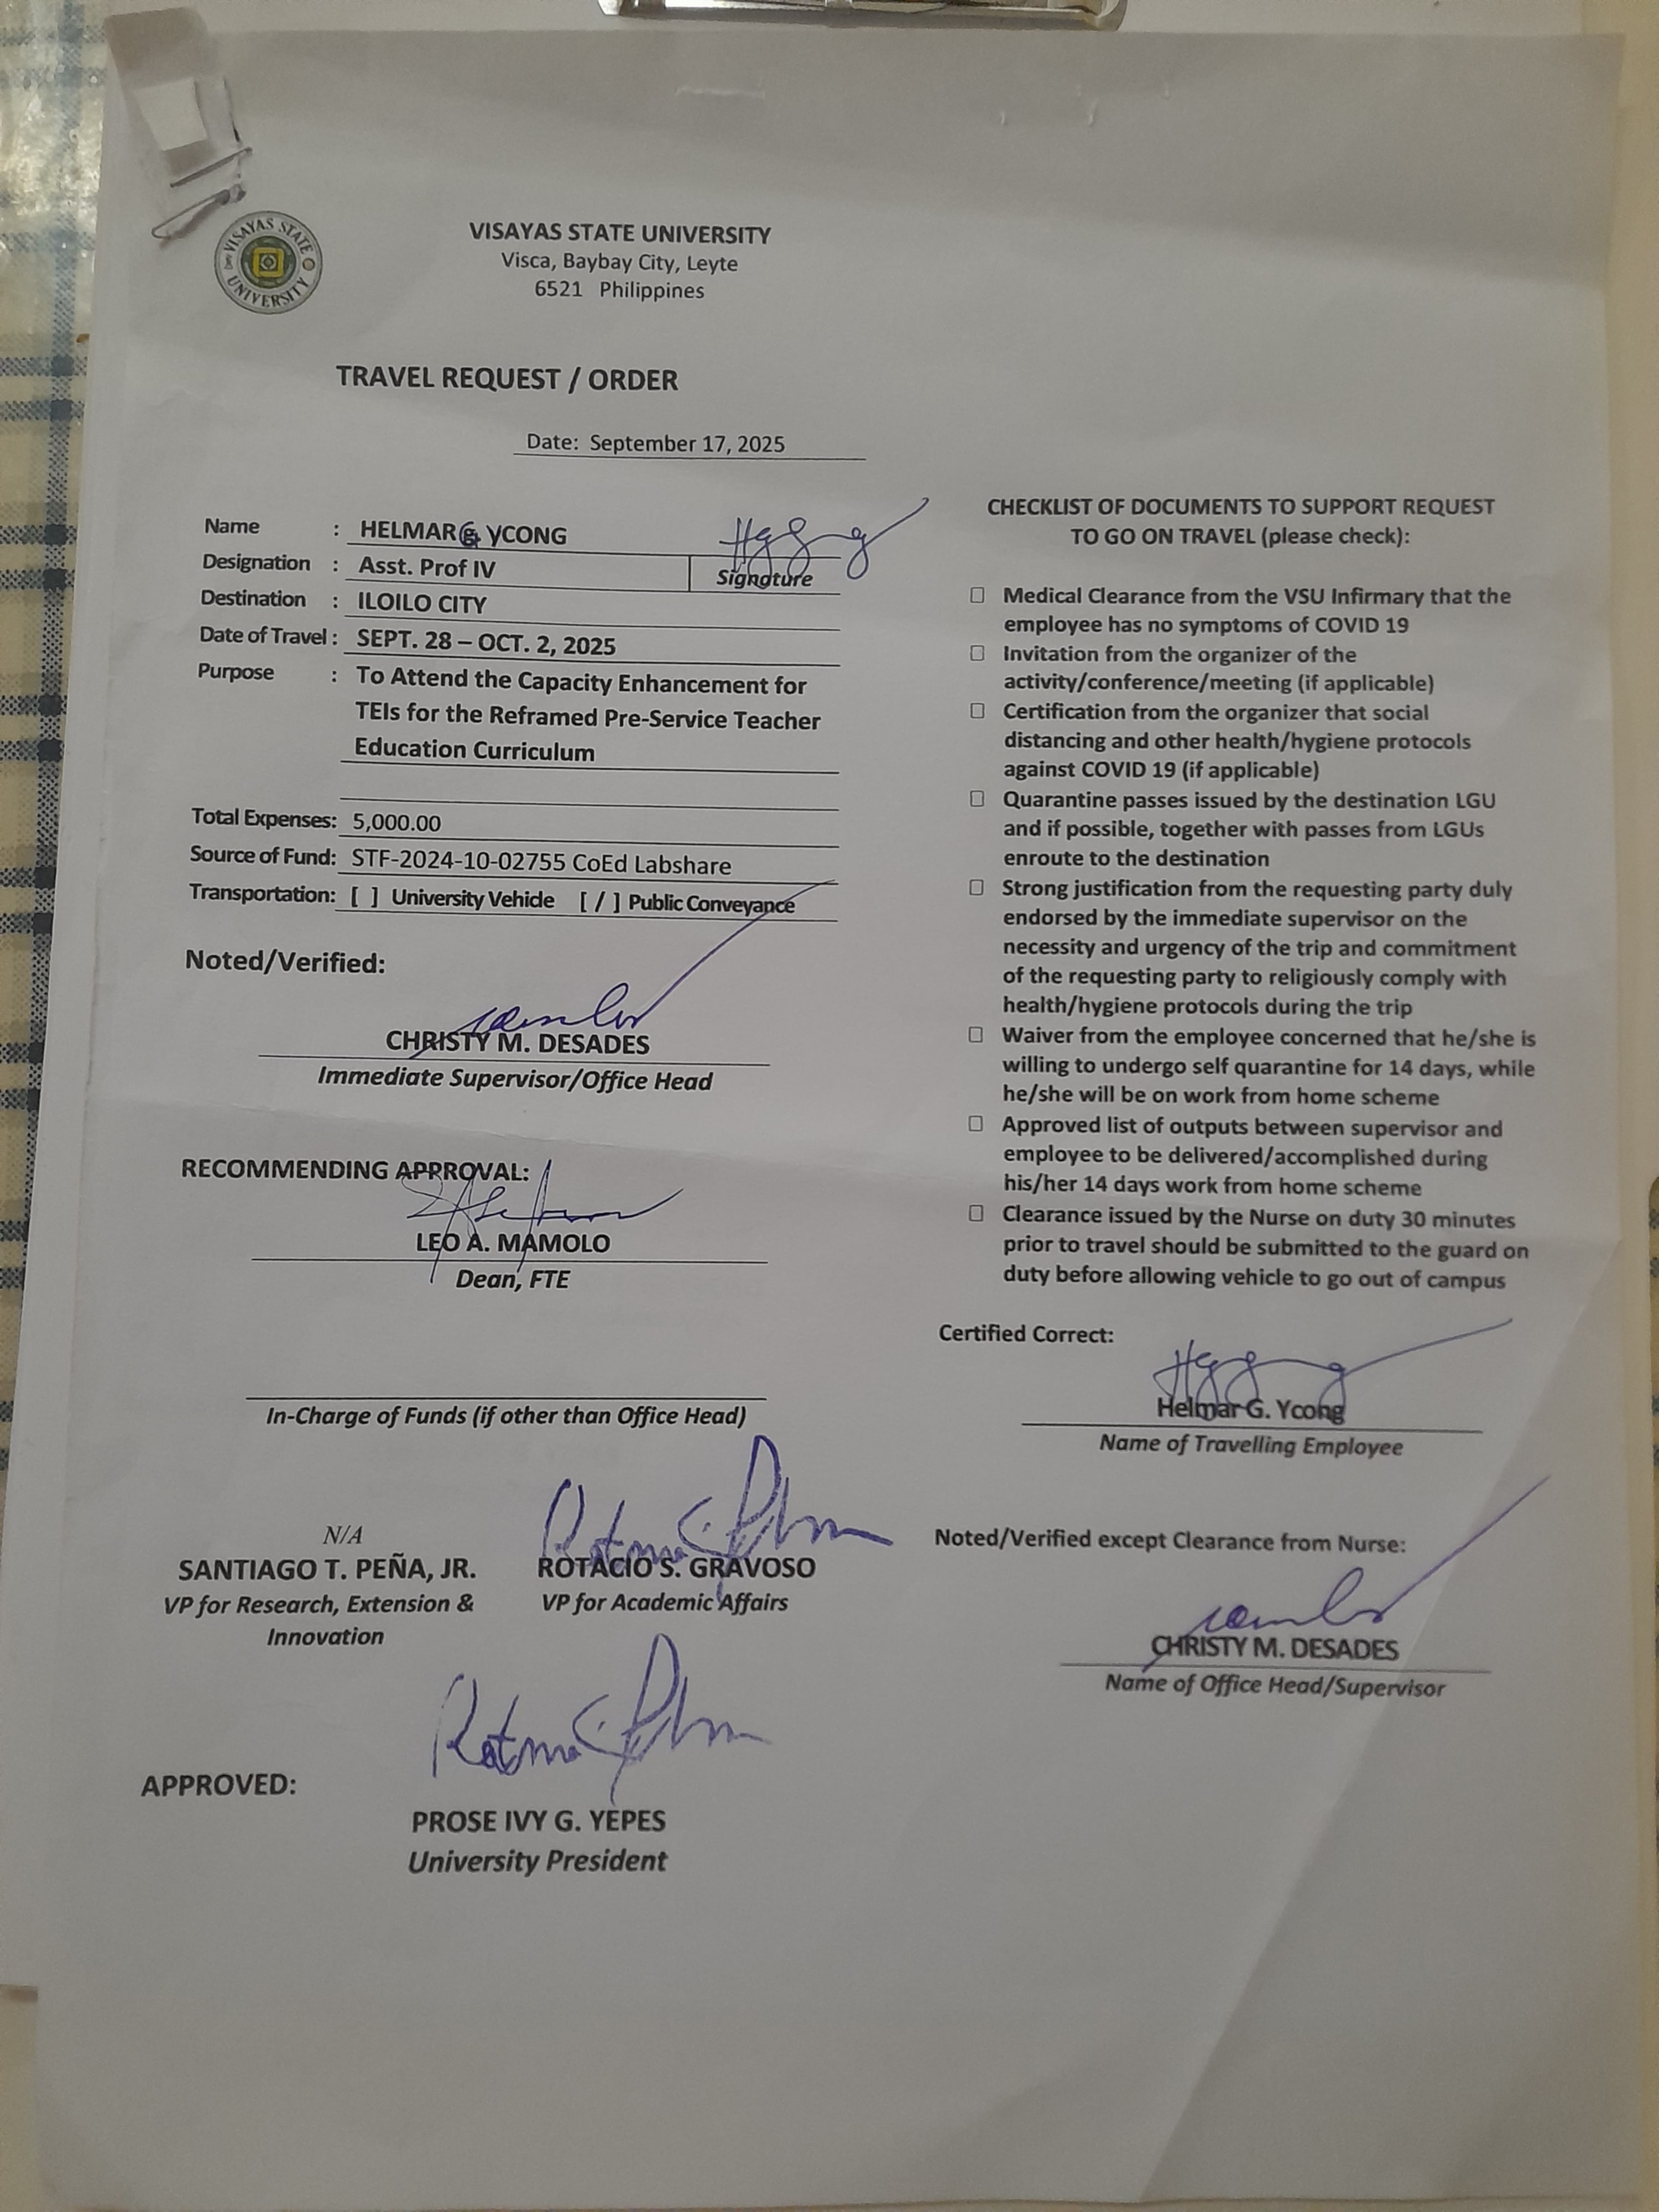 VISAYAS STATE UNIVERSITY
VISAYAS STATE UNIVERSITY
Visca, Baybay City, Leyte
6521 Philippines
TRAVEL REQUEST / ORDER
Date: September 17, 2025
Name : HELMAR G. YCONG
Designation : Asst. Prof IV
Signature
Destination : ILOILO CITY
Date of Travel : SEPT. 28 – OCT. 2, 2025
Purpose : To Attend the Capacity Enhancement for
TEIs for the Reframed Pre-Service Teacher
Education Curriculum
Total Expenses: 5,000.00
Source of Fund: STF-2024-10-02755 CoEd Labshare
Transportation: [ ] University Vehicle [ / ] Public Conveyance
Noted/Verified:
CHRISTY M. DESADES
Immediate Supervisor/Office Head
RECOMMENDING APPROVAL:
LEO A. MAMOLO
Dean, FTE
In-Charge of Funds (if other than Office Head)
N/A
SANTIAGO T. PEÑA, JR.
VP for Research, Extension &
Innovation
ROTACIO S. GRAVOSO
VP for Academic Affairs
APPROVED:
PROSE IVY G. YEPES
University President
CHECKLIST OF DOCUMENTS TO SUPPORT REQUEST
TO GO ON TRAVEL (please check):
☐ Medical Clearance from the VSU Infirmary that the
employee has no symptoms of COVID 19
☐ Invitation from the organizer of the
activity/conference/meeting (if applicable)
☐ Certification from the organizer that social
distancing and other health/hygiene protocols
against COVID 19 (if applicable)
☐ Quarantine passes issued by the destination LGU
and if possible, together with passes from LGUs
enroute to the destination
☐ Strong justification from the requesting party duly
endorsed by the immediate supervisor on the
necessity and urgency of the trip and commitment
of the requesting party to religiously comply with
health/hygiene protocols during the trip
☐ Waiver from the employee concerned that he/she is
willing to undergo self quarantine for 14 days, while
he/she will be on work from home scheme
☐ Approved list of outputs between supervisor and
employee to be delivered/accomplished during
his/her 14 days work from home scheme
☐ Clearance issued by the Nurse on duty 30 minutes
prior to travel should be submitted to the guard on
duty before allowing vehicle to go out of campus
Certified Correct:
Helmar G. Ycong
Name of Travelling Employee
Noted/Verified except Clearance from Nurse:
CHRISTY M. DESADES
Name of Office Head/Supervisor